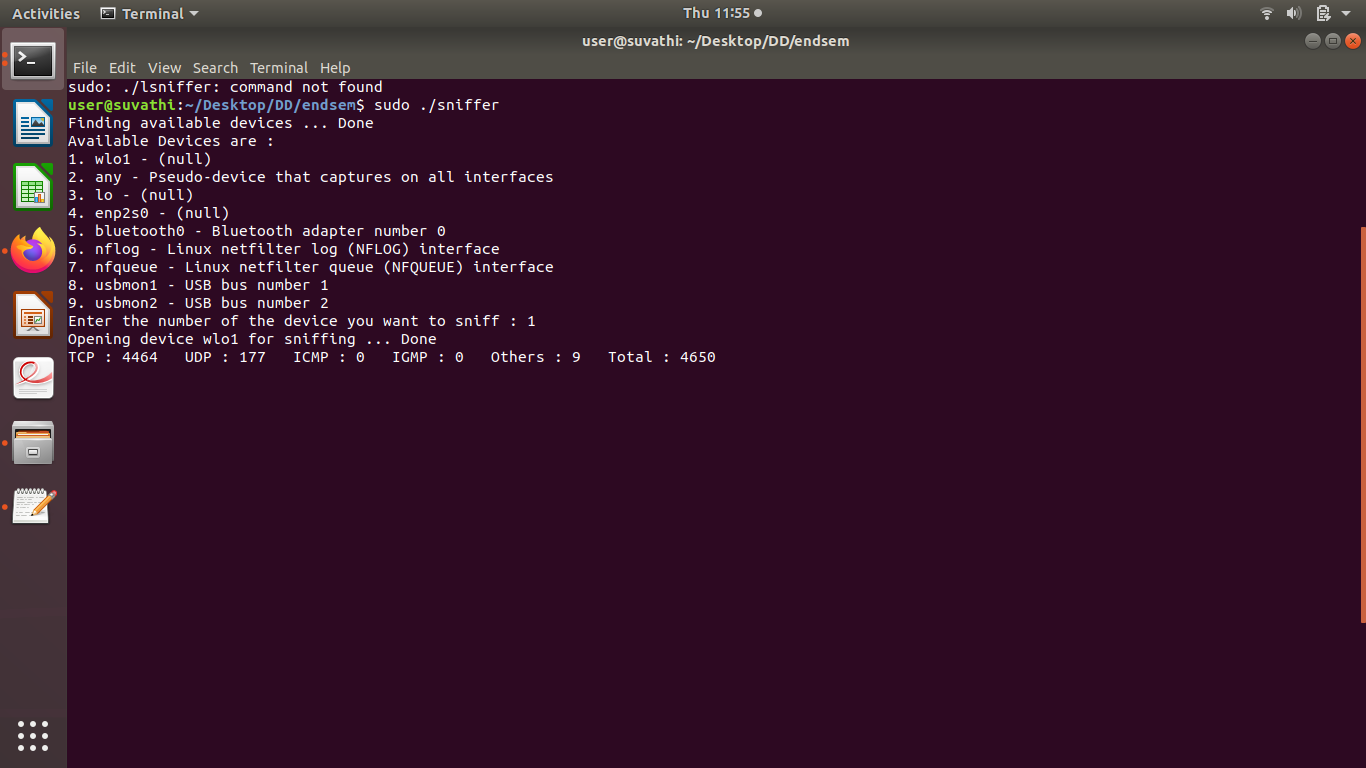 Activities Terminal Thu 11:55
user@suvathi: ~/Desktop/DD/endsem
File Edit View Search Terminal Help
sudo: ./lsniffer: command not found
user@suvathi:~/Desktop/DD/endsem$ sudo ./sniffer
Finding available devices ... Done
Available Devices are :
1. wlo1 - (null)
2. any - Pseudo-device that captures on all interfaces
3. lo - (null)
4. enp2s0 - (null)
5. bluetooth0 - Bluetooth adapter number 0
6. nflog - Linux netfilter log (NFLOG) interface
7. nfqueue - Linux netfilter queue (NFQUEUE) interface
8. usbmon1 - USB bus number 1
9. usbmon2 - USB bus number 2
Enter the number of the device you want to sniff : 1
Opening device wlo1 for sniffing ... Done
TCP : 4464   UDP : 177   ICMP : 0   IGMP : 0   Others : 9   Total : 4650